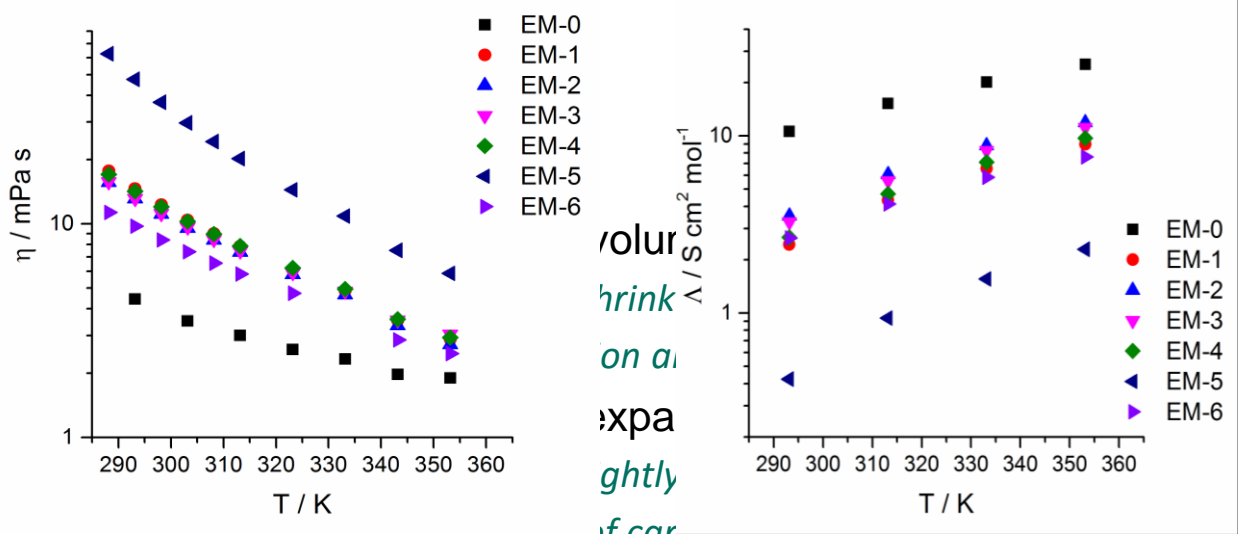 EM-0
EM-1
EM-2
EM-3
EM-4
EM-5
EM-6
η / mPa s
10
1
290 300 310 320 330 340 350 360
T / K
volur
hrink
ion a
expa
ghtly
f car
Λ / S cm² mol⁻¹
10
1
290 300 310 320 330 340 350 360
T / K
EM-0
EM-1
EM-2
EM-3
EM-4
EM-5
EM-6